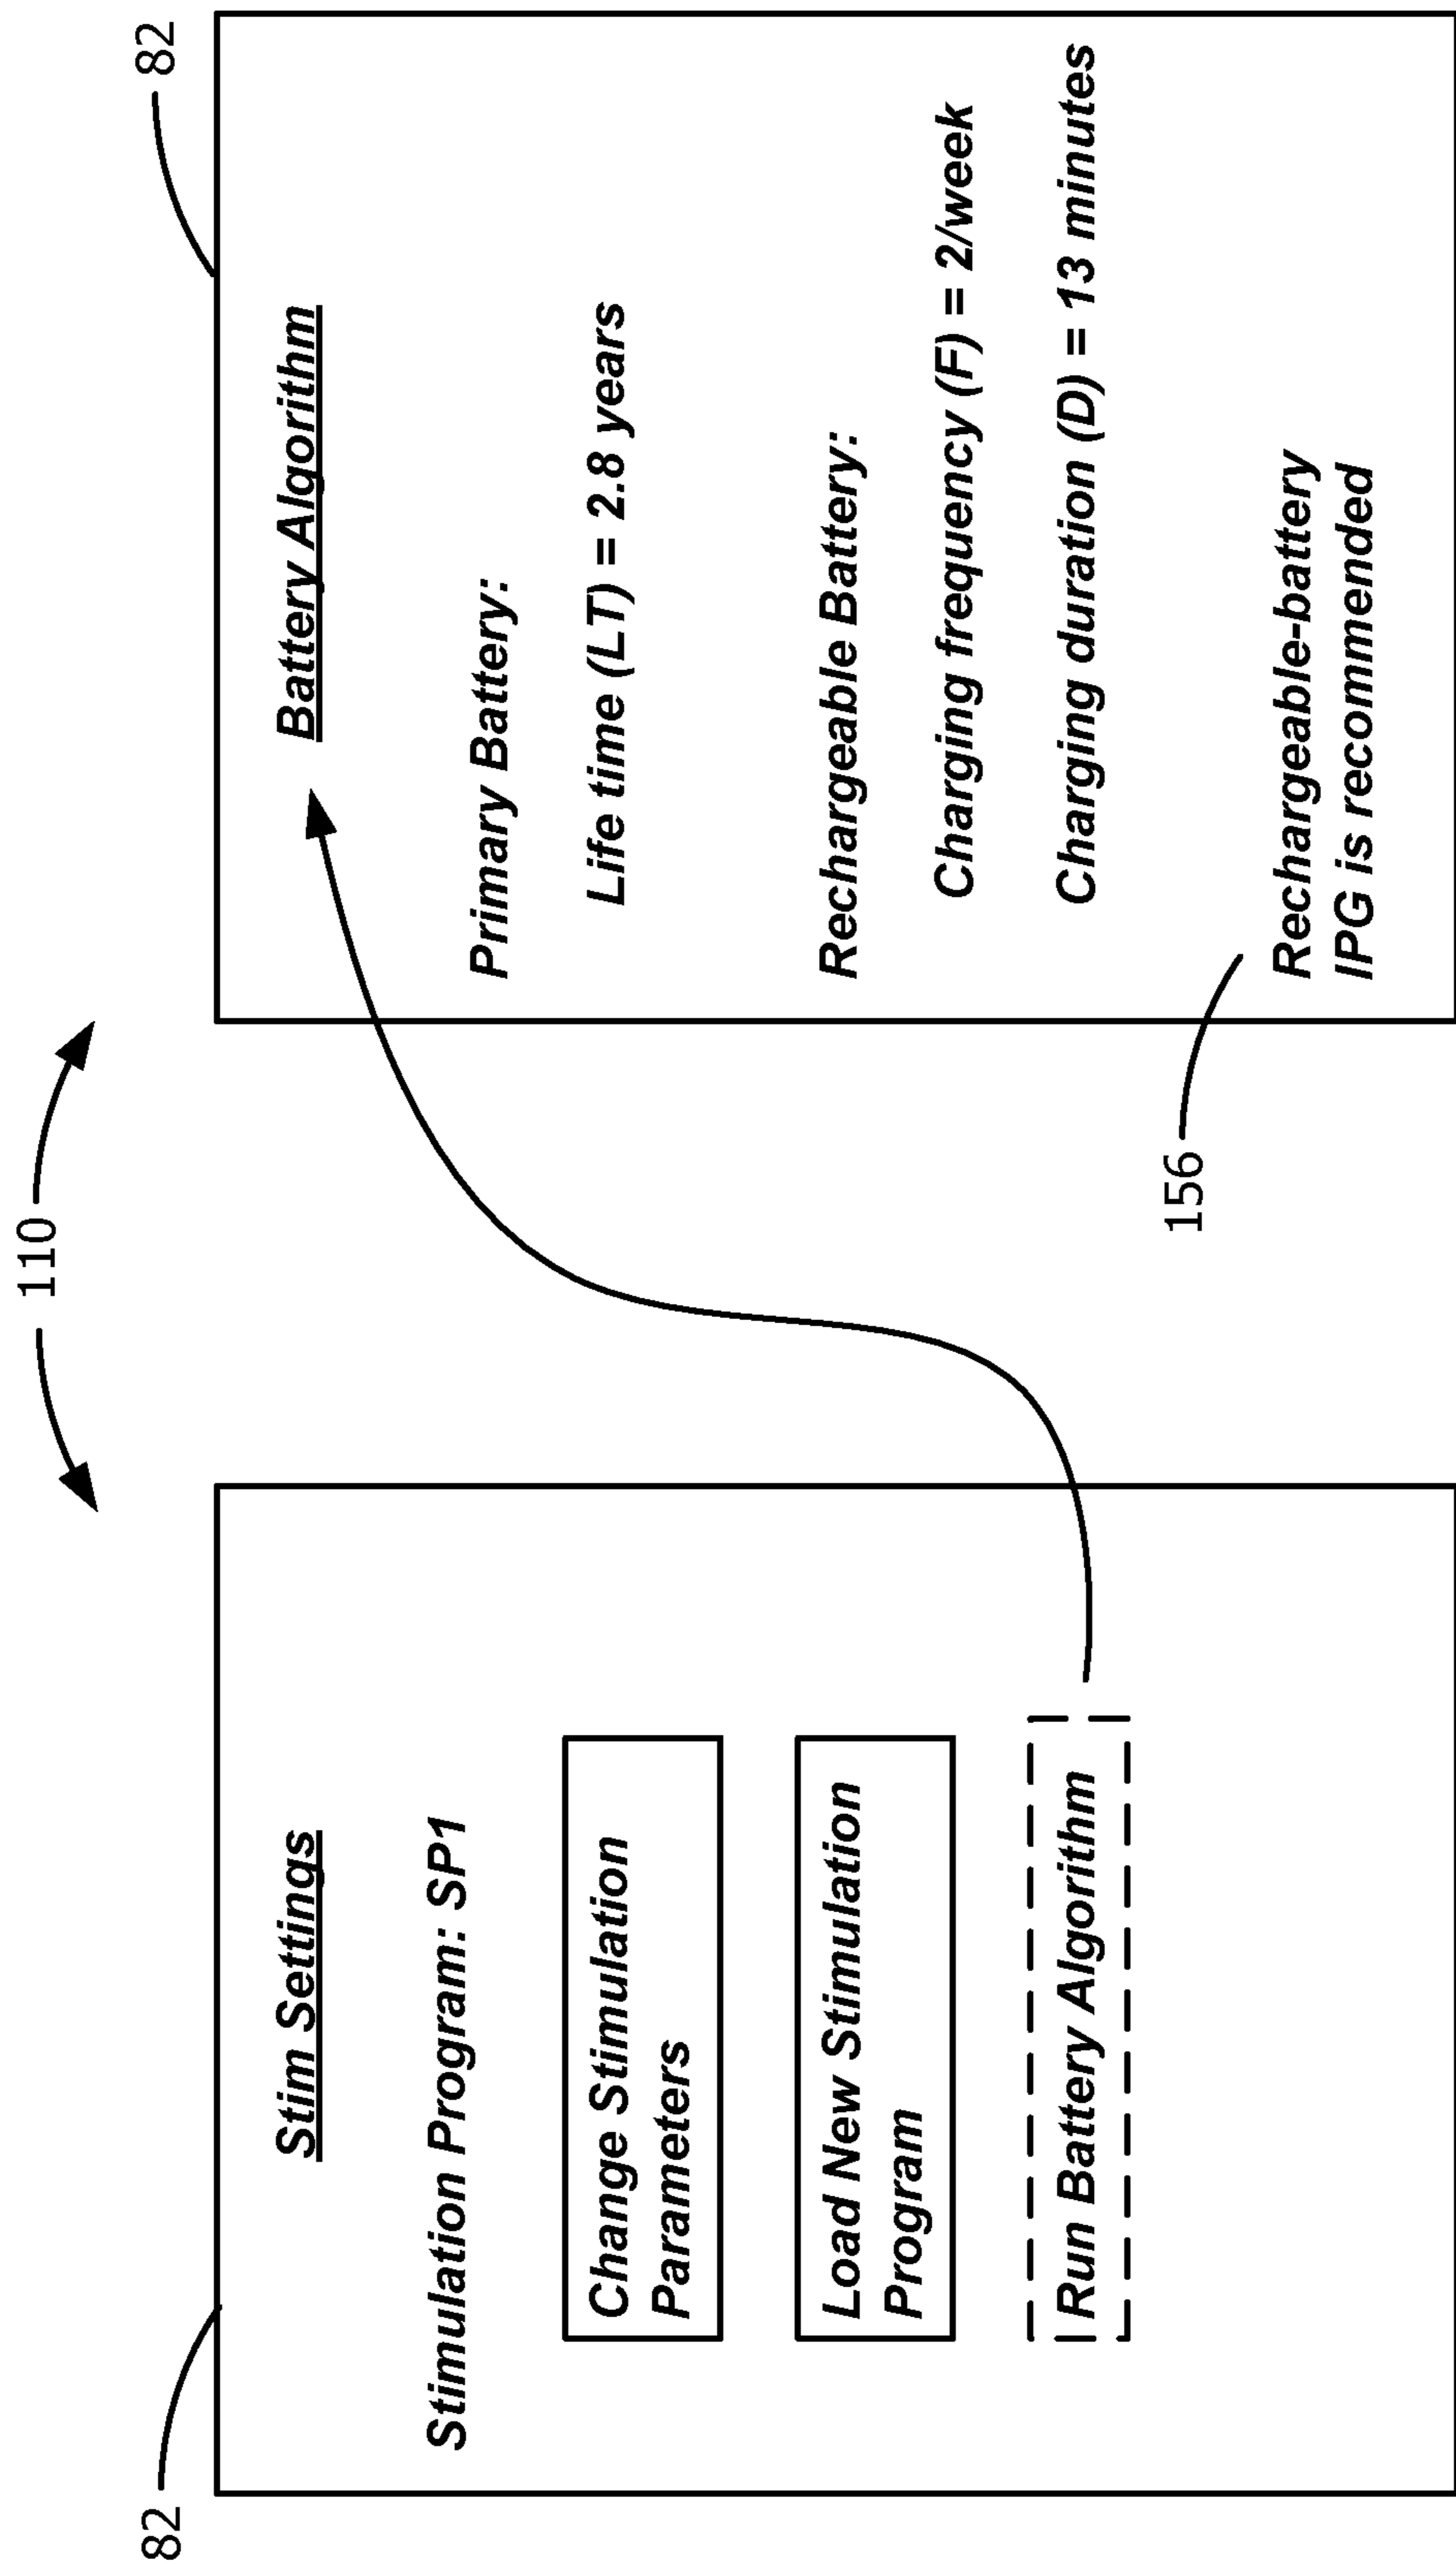 110
82
Stim Settings
Stimulation Program: SP1
Change Stimulation
Parameters
Load New Stimulation
Program
Run Battery Algorithm
82
Battery Algorithm
Primary Battery:
Life time (LT) = 2.8 years
Rechargeable Battery:
Charging frequency (F) = 2/week
Charging duration (D) = 13 minutes
156
Rechargeable-battery
IPG is recommended